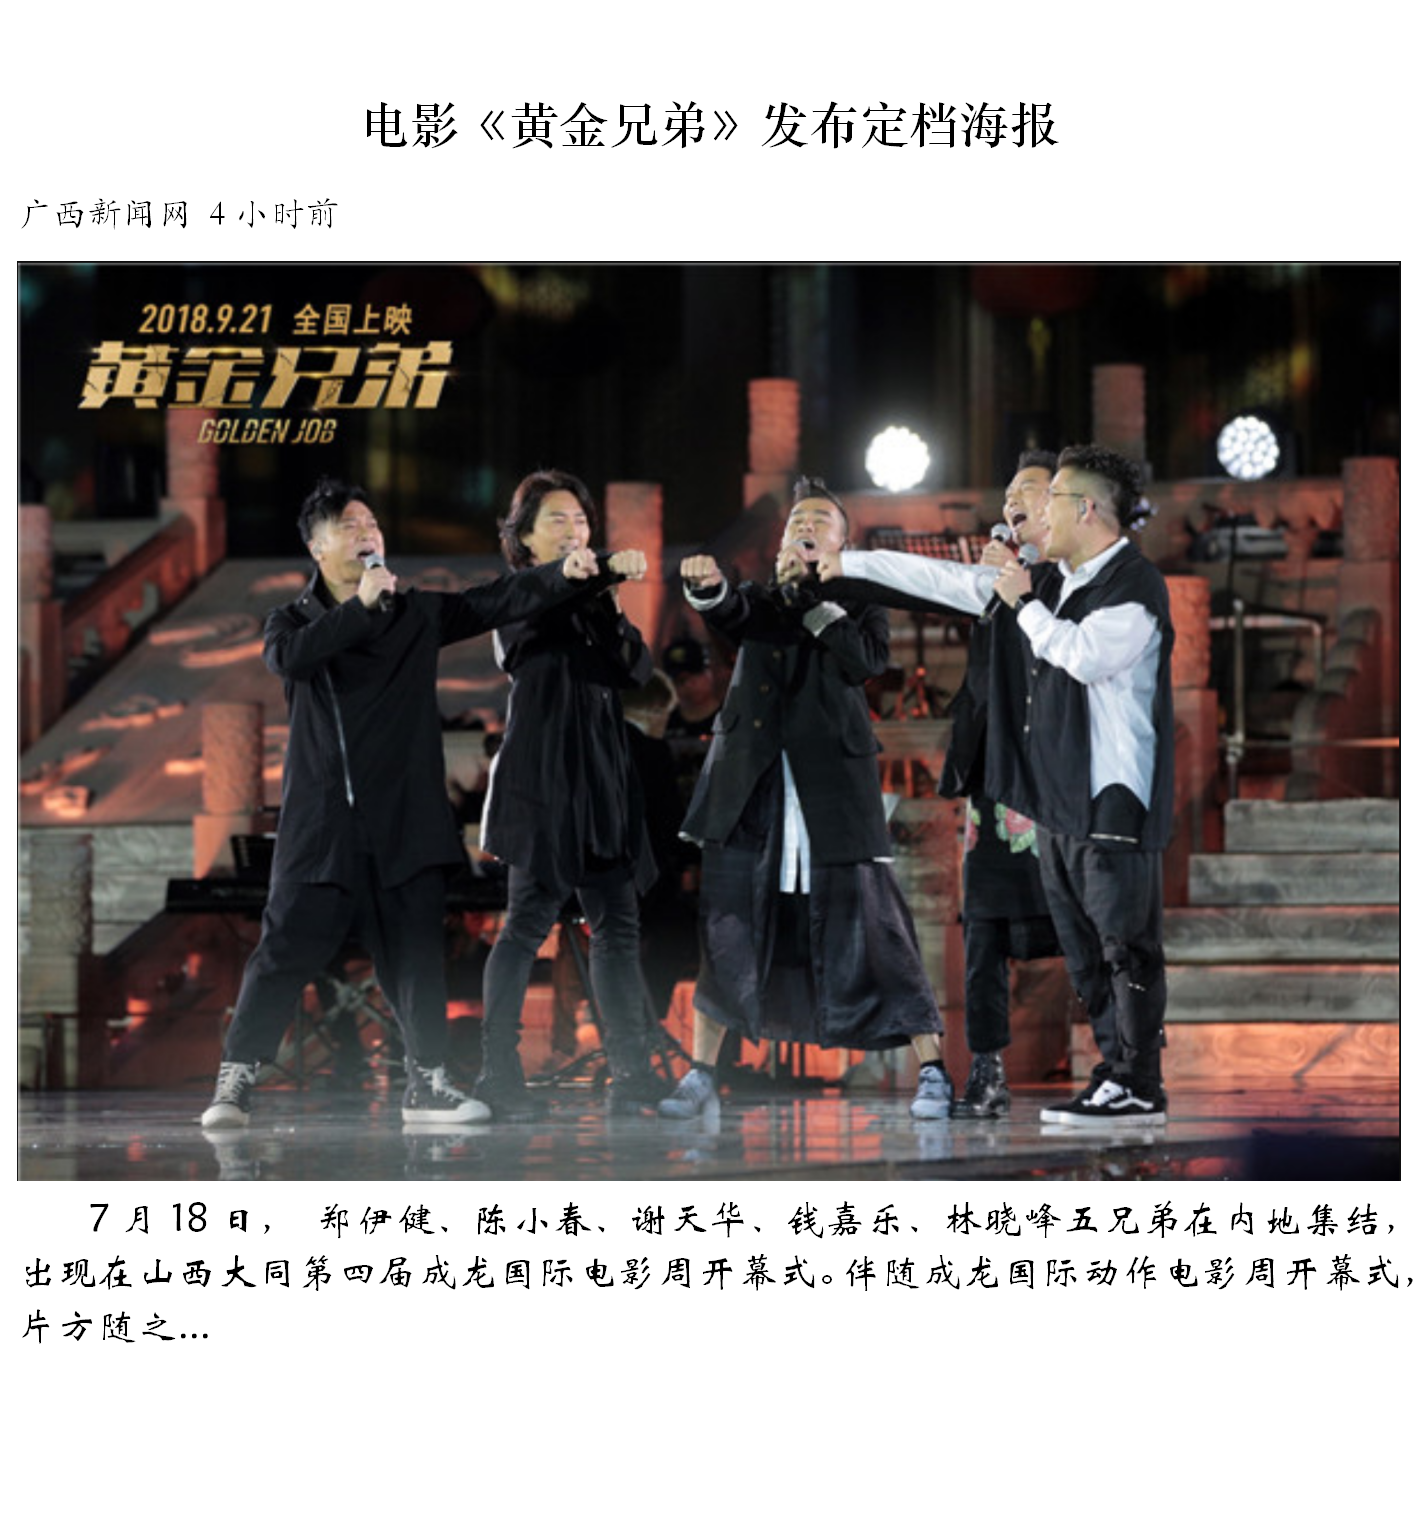 电影《黄金兄弟》发布定档海报
广西新闻网 4小时前
2018.9.21 全国上映
黄金兄弟
GOLDEN JOB
7月18日， 郑伊健、陈小春、谢天华、钱嘉乐、林晓峰五兄弟在内地集结，
出现在山西大同第四届成龙国际电影周开幕式。伴随成龙国际动作电影周开幕式，
片方随之...